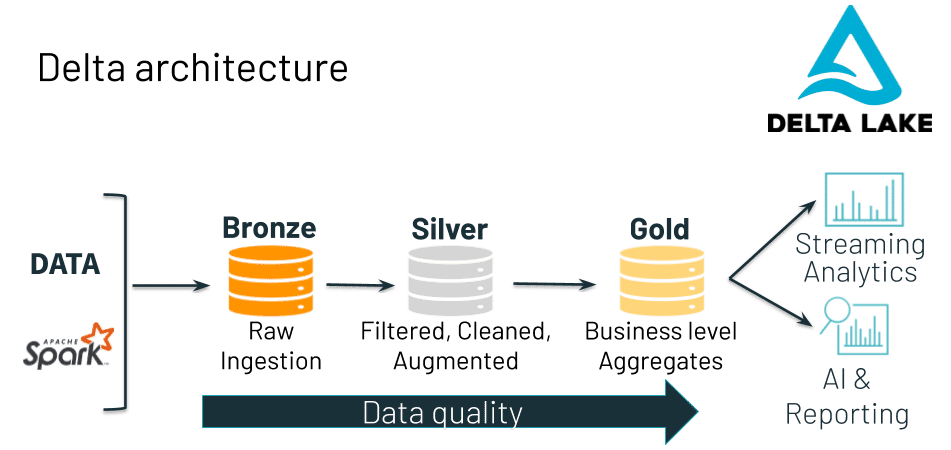 Delta architecture
DELTA LAKE
DATA
APACHE
Spark
Bronze
Raw
Ingestion
Silver
Filtered, Cleaned,
Augmented
Gold
Business level
Aggregates
Streaming
Analytics
AI &
Reporting
Data quality